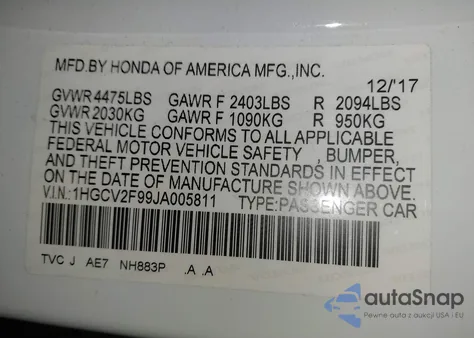 MFD.BY HONDA OF AMERICA MFG.,INC.
12/'17
GVWR 4475LBS GAWR F 2403LBS R 2094LBS
GVWR 2030KG GAWR F 1090KG R 950KG
THIS VEHICLE CONFORMS TO ALL APPLICABLE
FEDERAL MOTOR VEHICLE SAFETY , BUMPER,
AND THEFT PREVENTION STANDARDS IN EFFECT
ON THE DATE OF MANUFACTURE SHOWN ABOVE.
V.I.N.:1HGCV2F99JA005811 TYPE:PASSENGER CAR
TVC J AE7 NH883P .A .A
autoSnap
Pewne auta z aukcji USA i EU